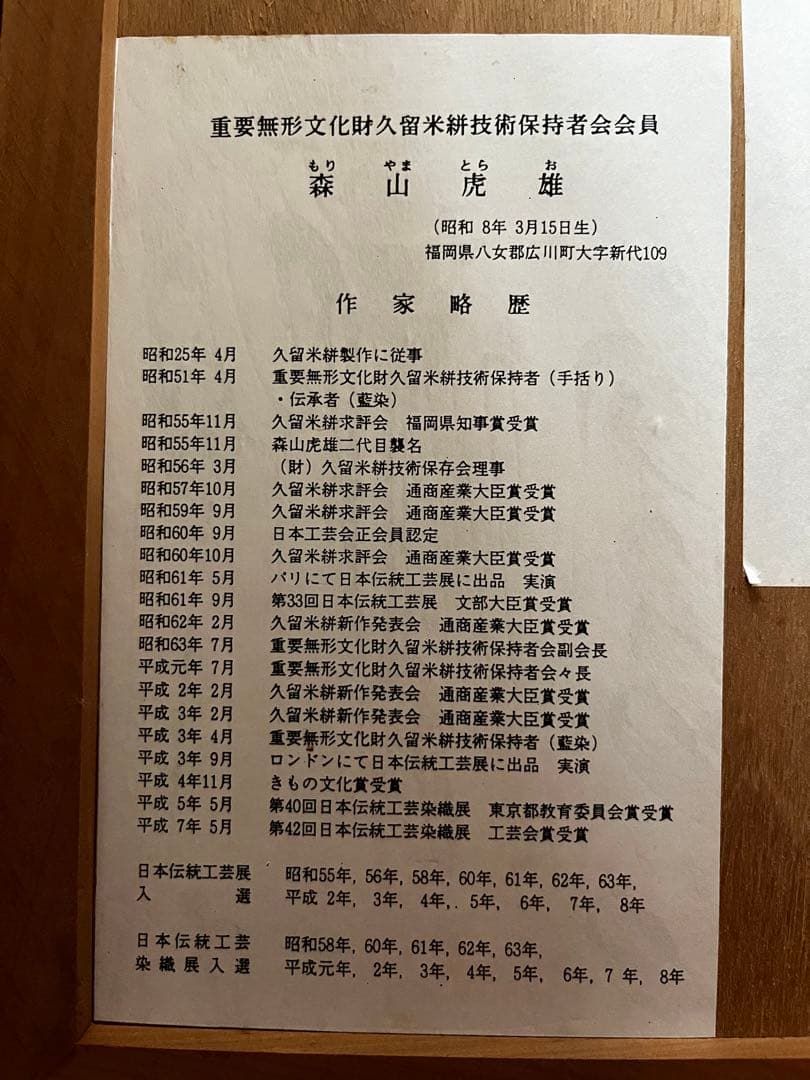 重要無形文化財久留米絣技術保持者会会員
もり やま とら お
森 山 虎 雄
(昭和 8年 3月15日生)
福岡県八女郡広川町大字新代109
作 家 略 歴
昭和25年 4月 久留米絣製作に従事
昭和51年 4月 重要無形文化財久留米絣技術保持者(手括り)
・伝承者(藍染)
昭和55年11月 久留米絣求評会 福岡県知事賞受賞
昭和55年11月 森山虎雄二代目襲名
昭和56年 3月 (財)久留米絣技術保存会理事
昭和57年10月 久留米絣求評会 通商産業大臣賞受賞
昭和59年 9月 久留米絣求評会 通商産業大臣賞受賞
昭和60年 9月 日本工芸会正会員認定
昭和60年10月 久留米絣求評会 通商産業大臣賞受賞
昭和61年 5月 パリにて日本伝統工芸展に出品 実演
昭和61年 9月 第33回日本伝統工芸展 文部大臣賞受賞
昭和62年 2月 久留米絣新作発表会 通商産業大臣賞受賞
昭和63年 7月 重要無形文化財久留米絣技術保持者会副会長
平成元年 7月 重要無形文化財久留米絣技術保持者会々長
平成 2年 2月 久留米絣新作発表会 通商産業大臣賞受賞
平成 3年 2月 久留米絣新作発表会 通商産業大臣賞受賞
平成 3年 4月 重要無形文化財久留米絣技術保持者(藍染)
平成 3年 9月 ロンドンにて日本伝統工芸展に出品 実演
平成 4年11月 きもの文化賞受賞
平成 5年 5月 第40回日本伝統工芸染織展 東京都教育委員会賞受賞
平成 7年 5月 第42回日本伝統工芸染織展 工芸会賞受賞
日本伝統工芸展 昭和55年, 56年, 58年, 60年, 61年, 62年, 63年,
入 選 平成 2年, 3年, 4年,. 5年, 6年, 7年, 8年
日本伝統工芸 昭和58年, 60年, 61年, 62年, 63年,
染織展入選 平成元年, 2年, 3年, 4年, 5年, 6年, 7 年, 8年